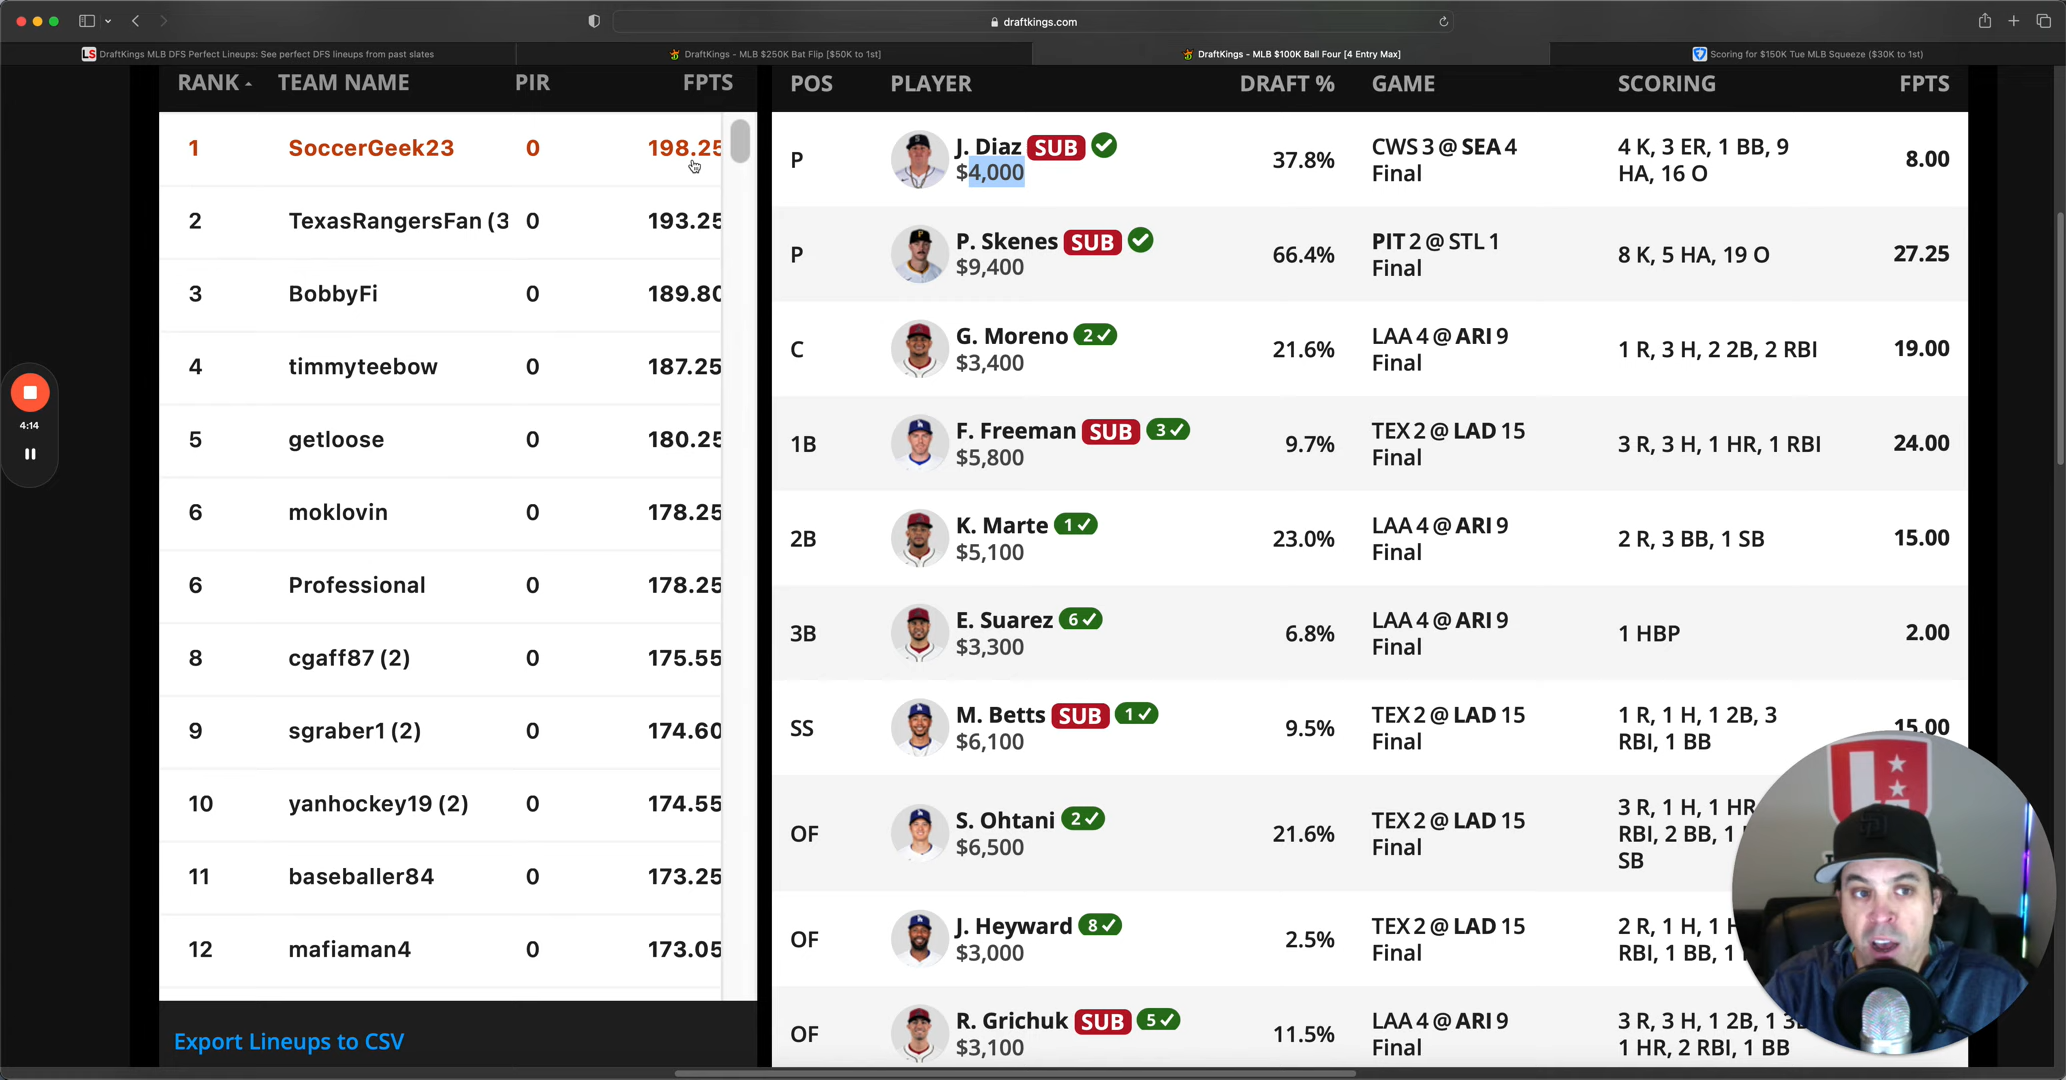 draftkings.com
DraftKings MLB DFS Perfect Lineups: See perfect DFS lineups from past slates
DraftKings - MLB $250K Bat Flip [$50K to 1st]
DraftKings - MLB $100K Ball Four [4 Entry Max]
Scoring for $150K Tue MLB Squeeze ($30K to 1st)
RANK TEAM NAME PIR FPTS
1 SoccerGeek23 0 198.25
2 TexasRangersFan (3 0 193.25
3 BobbyFi 0 189.80
4 timmyteebow 0 187.25
5 getloose 0 180.25
6 moklovin 0 178.25
6 Professional 0 178.25
8 cgaff87 (2) 0 175.55
9 sgraber1 (2) 0 174.60
10 yanhockey19 (2) 0 174.55
11 baseballer84 0 173.25
12 mafiaman4 0 173.05
Export Lineups to CSV
4:14
POS PLAYER DRAFT % GAME SCORING FPTS
P J. Diaz SUB 37.8% CWS 3 @ SEA 4 4 K, 3 ER, 1 BB, 9 8.00
$4,000 Final HA, 16 O
P P. Skenes SUB 66.4% PIT 2 @ STL 1 8 K, 5 HA, 19 O 27.25
$9,400 Final
C G. Moreno 2 21.6% LAA 4 @ ARI 9 1 R, 3 H, 2 2B, 2 RBI 19.00
$3,400 Final
1B F. Freeman SUB 3 9.7% TEX 2 @ LAD 15 3 R, 3 H, 1 HR, 1 RBI 24.00
$5,800 Final
2B K. Marte 1 23.0% LAA 4 @ ARI 9 2 R, 3 BB, 1 SB 15.00
$5,100 Final
3B E. Suarez 6 6.8% LAA 4 @ ARI 9 1 HBP 2.00
$3,300 Final
SS M. Betts SUB 1 9.5% TEX 2 @ LAD 15 1 R, 1 H, 1 2B, 3 15.00
$6,100 Final RBI, 1 BB
OF S. Ohtani 2 21.6% TEX 2 @ LAD 15 3 R, 1 H, 1 HR
$6,500 Final RBI, 2 BB, 1
SB
OF J. Heyward 8 2.5% TEX 2 @ LAD 15 2 R, 1 H, 1
$3,000 Final RBI, 1 BB, 1
OF R. Grichuk SUB 5 11.5% LAA 4 @ ARI 9 3 R, 3 H, 1 2B, 1
$3,100 Final 1 HR, 2 RBI, 1 BB